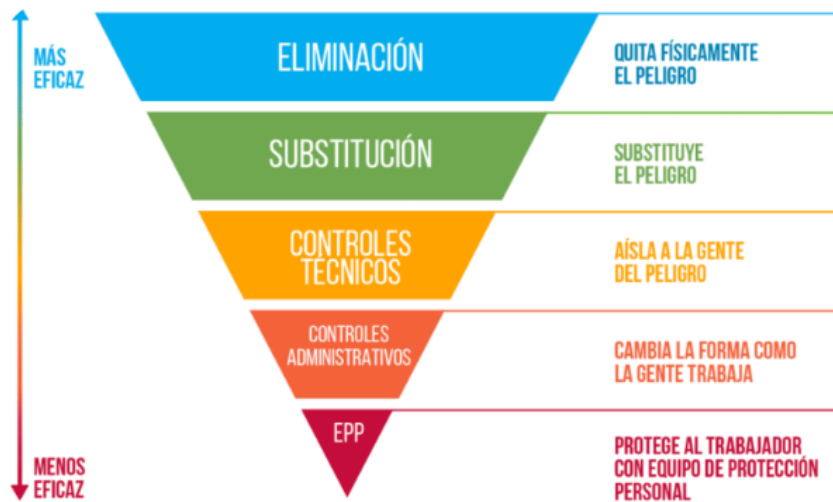 MÁS
EFICAZ
ELIMINACIÓN
QUITA FÍSICAMENTE
EL PELIGRO
SUBSTITUCIÓN
SUBSTITUYE
EL PELIGRO
CONTROLES
TÉCNICOS
AÍSLA A LA GENTE
DEL PELIGRO
CONTROLES
ADMINISTRATIVOS
CAMBIA LA FORMA COMO
LA GENTE TRABAJA
EPP
MENOS
EFICAZ
PROTEGE AL TRABAJADOR
CON EQUIPO DE PROTECCIÓN
PERSONAL